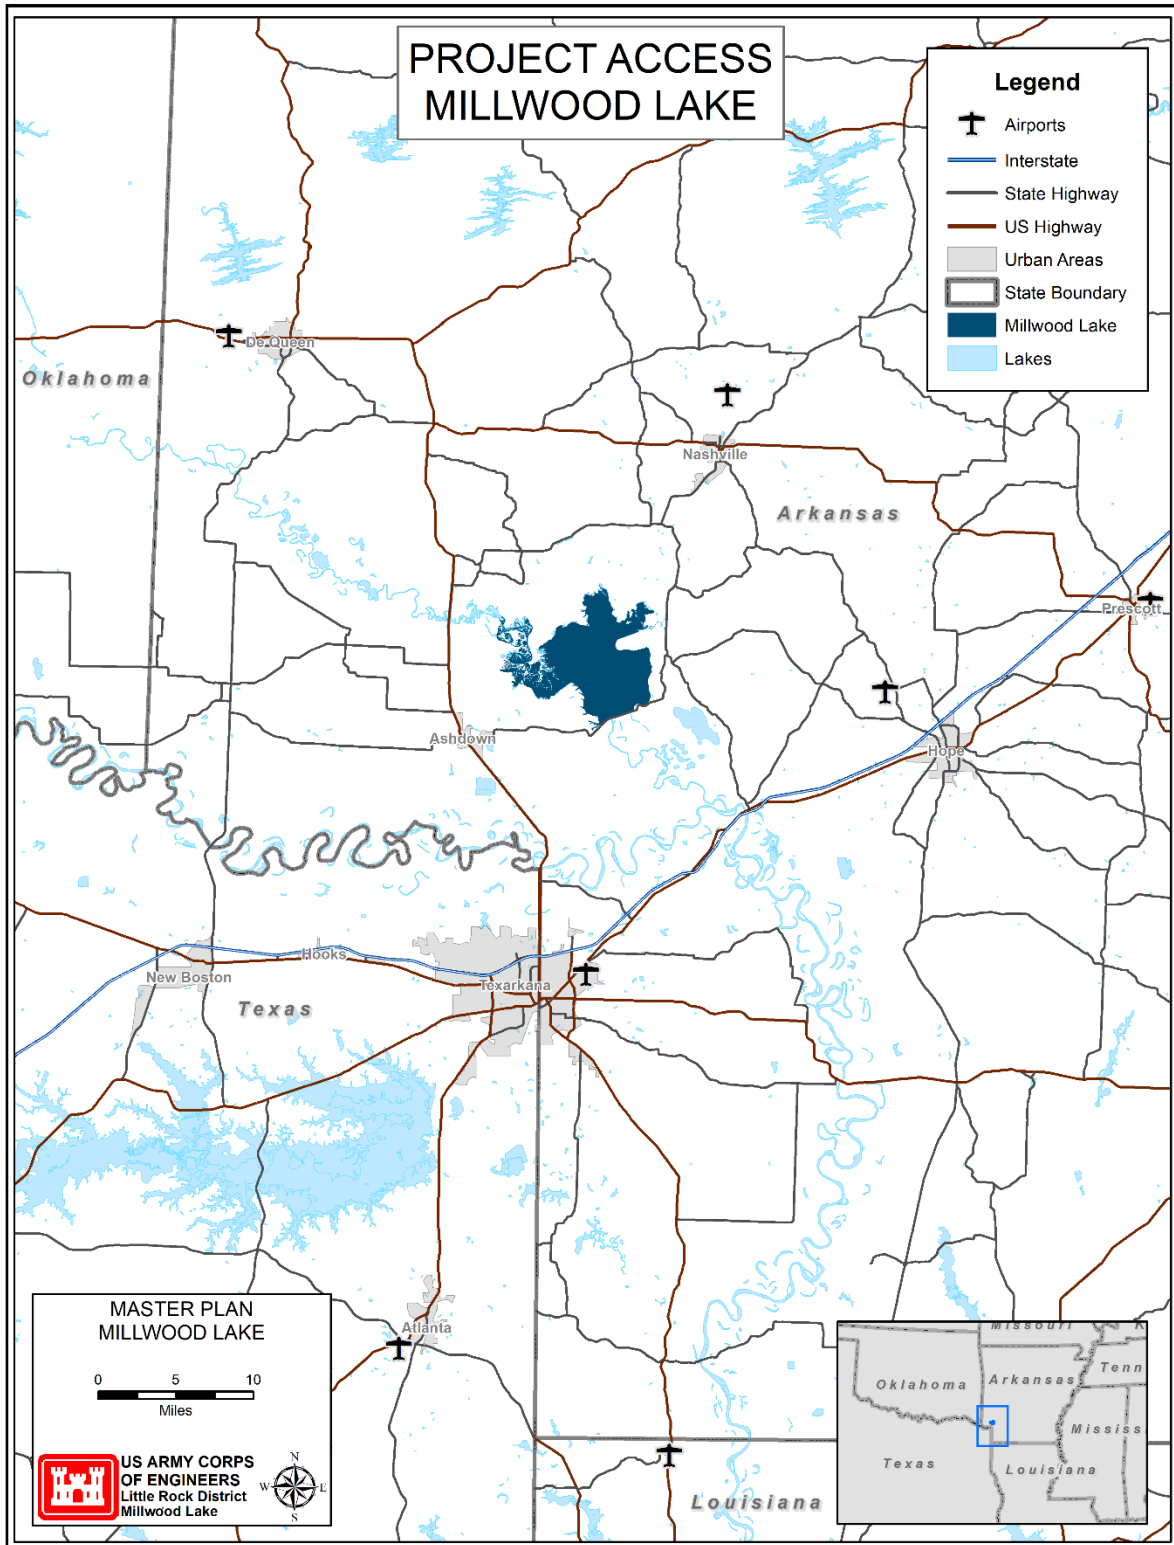 PROJECT ACCESS
MILLWOOD LAKE
Legend
Airports
Interstate
State Highway
US Highway
Urban Areas
State Boundary
Millwood Lake
Lakes
De Queen
Oklahoma
Nashville
Arkansas
Prescott
Ashdown
Hope
Hooks
New Boston
Texarkana
Texas
Atlanta
Louisiana
MASTER PLAN
MILLWOOD LAKE
0 5 10
Miles
US ARMY CORPS
OF ENGINEERS
Little Rock District
Millwood Lake
N
W E
S
Missouri
Tenn
Oklahoma
Arkansas
Mississ
Texas
Louisiana